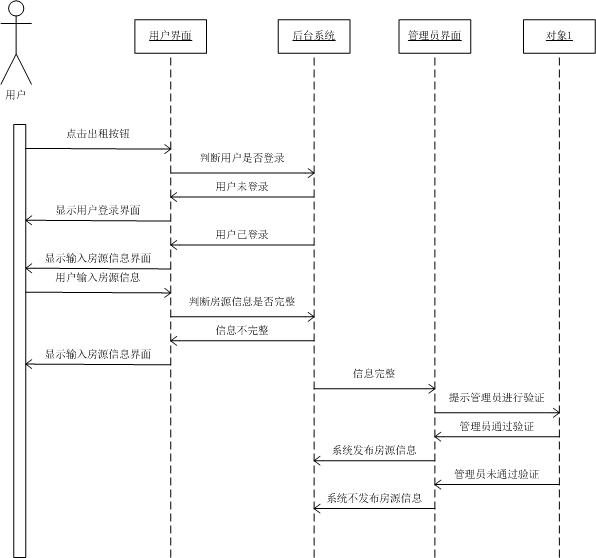 用户界面
后台系统
管理员界面
对象1
用户
点击出租按钮
判断用户是否登录
用户未登录
显示用户登录界面
用户己登录
显示输入房源信息界面
用户输入房源信息
判断房源信息是否完整
信息不完整
显示输入房源信息界面
信息完整
提示管理员进行验证
管理员通过验证
系统发布房源信息
管理员未通过验证
系统不发布房源信息